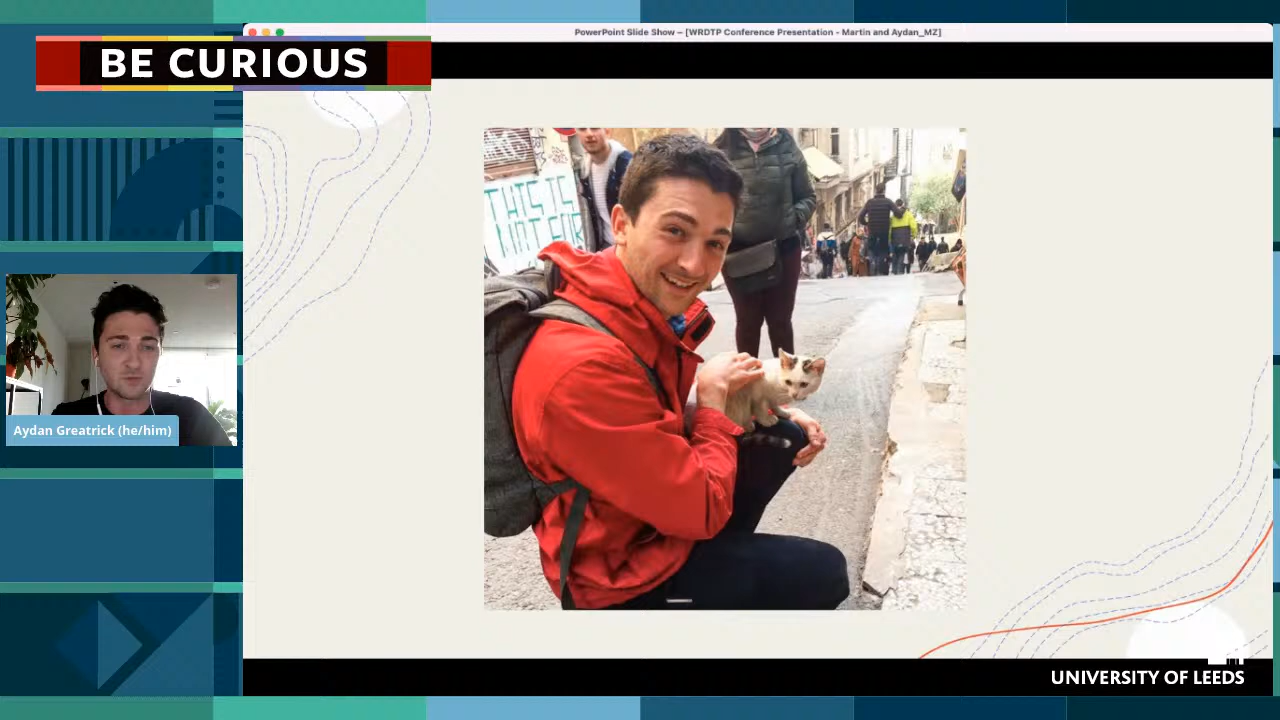 PowerPoint Slide Show – [WRDTP Conference Presentation - Martin and Aydan_MZ]
BE CURIOUS
THIS IS
NOT FOR
Aydan Greatrick (he/him)
UNIVERSITY OF LEEDS